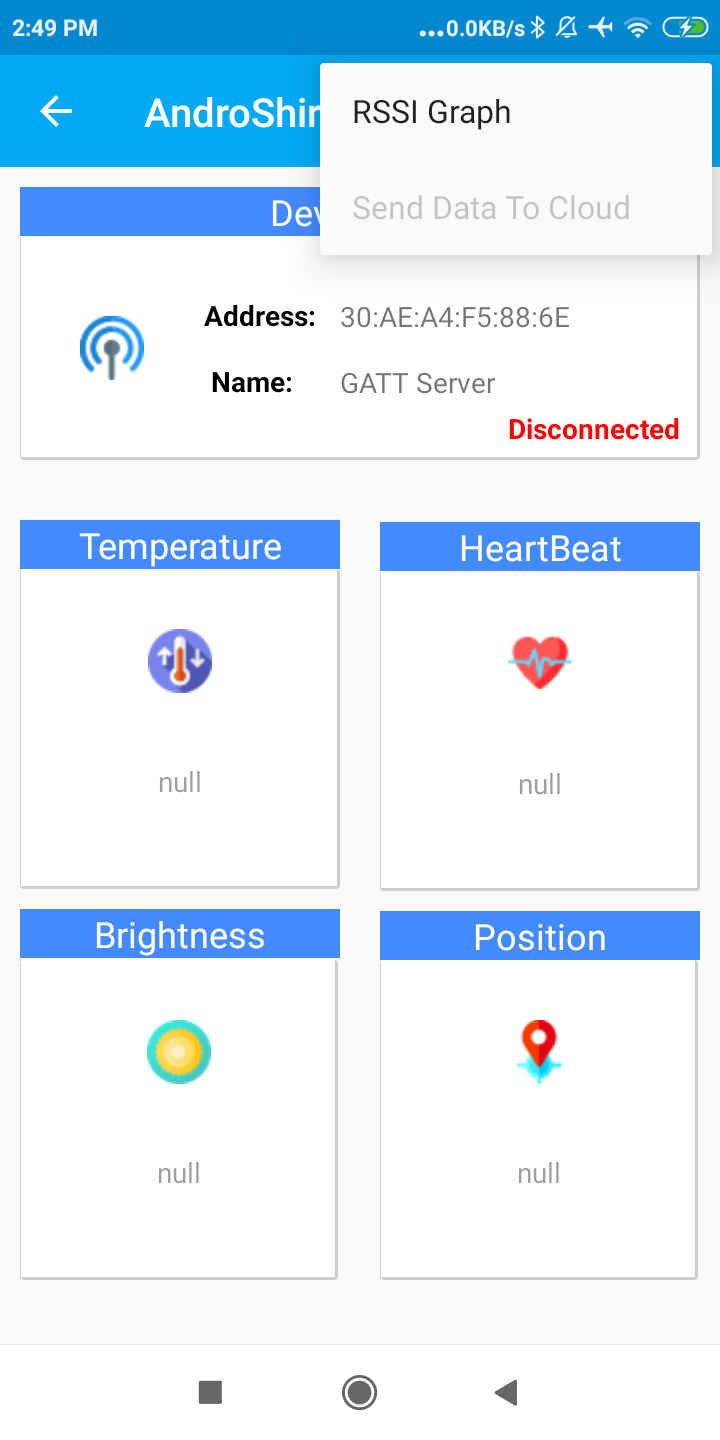 2:49 PM ...0.0KB/s
AndroShir
RSSI Graph
Send Data To Cloud
Dev
Address: 30:AE:A4:F5:88:6E
Name: GATT Server
Disconnected
Temperature
HeartBeat
null
null
Brightness
Position
null
null